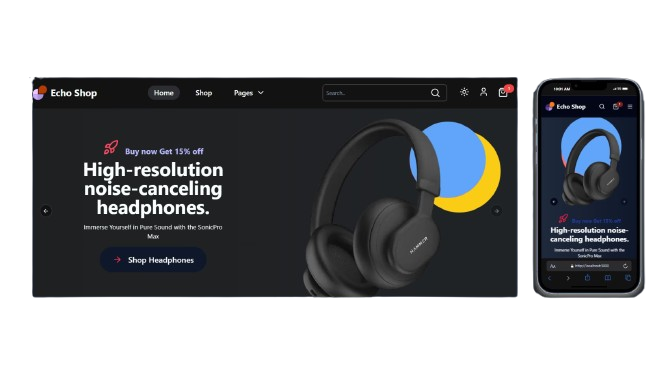 Echo Shop
Home
Shop
Pages
Search...
Buy now Get 15% off
High-resolution
noise-canceling
headphones.
Immerse Yourself in Pure Sound with the SonicPro
Max
Shop Headphones
Echo Shop
Buy now Get 15% off
High-resolution noise-
canceling headphones.
Immerse Yourself in Pure Sound with the
SonicPro Max
AA